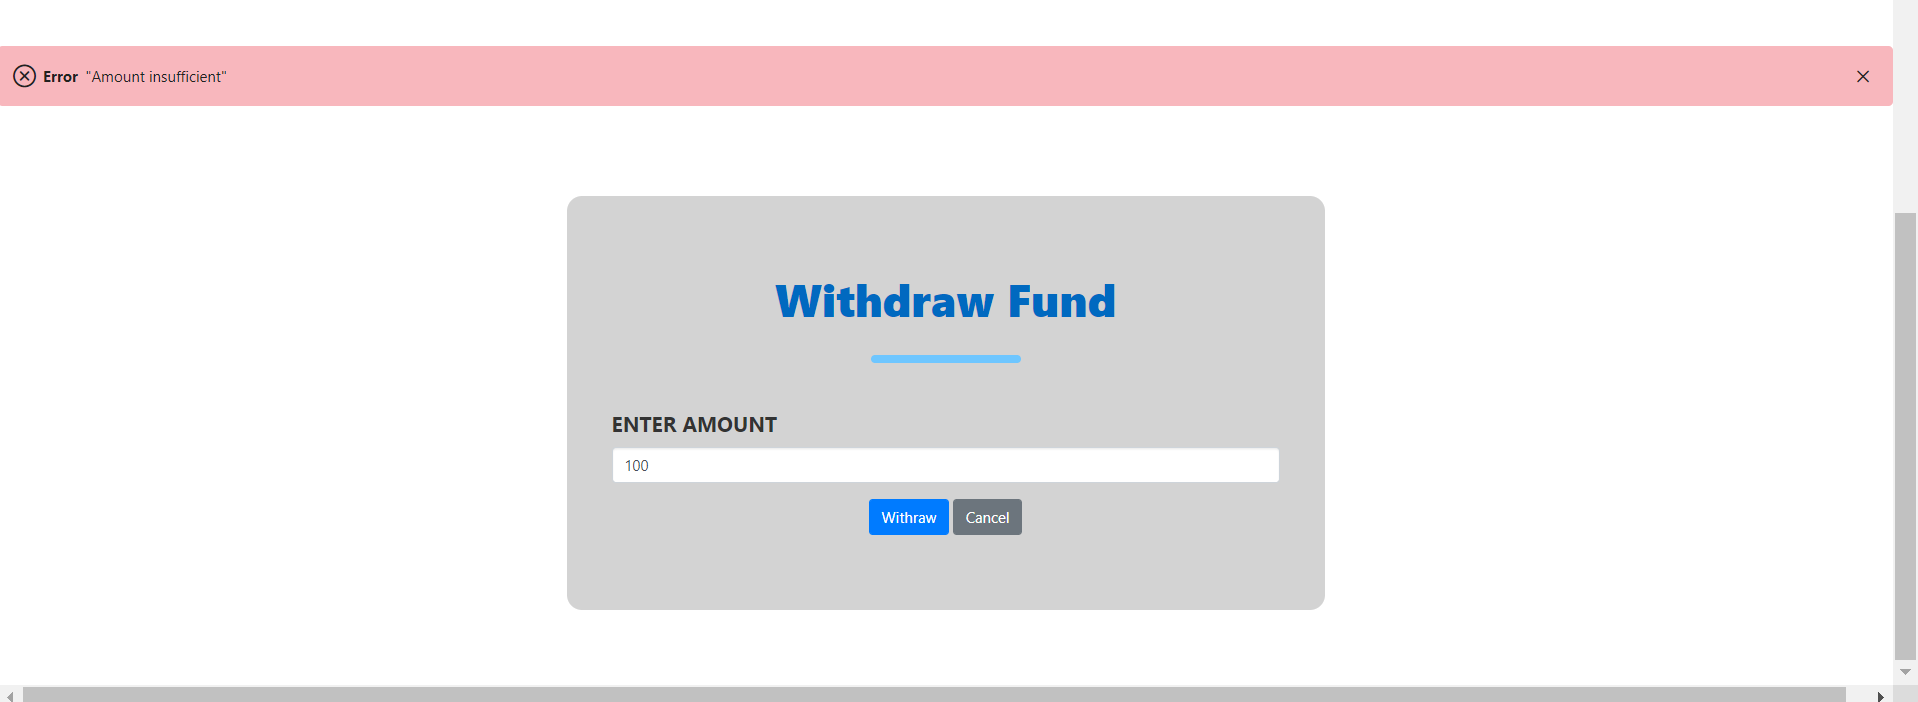 Error "Amount insufficient"
Withdraw Fund
ENTER AMOUNT
100
Withraw Cancel